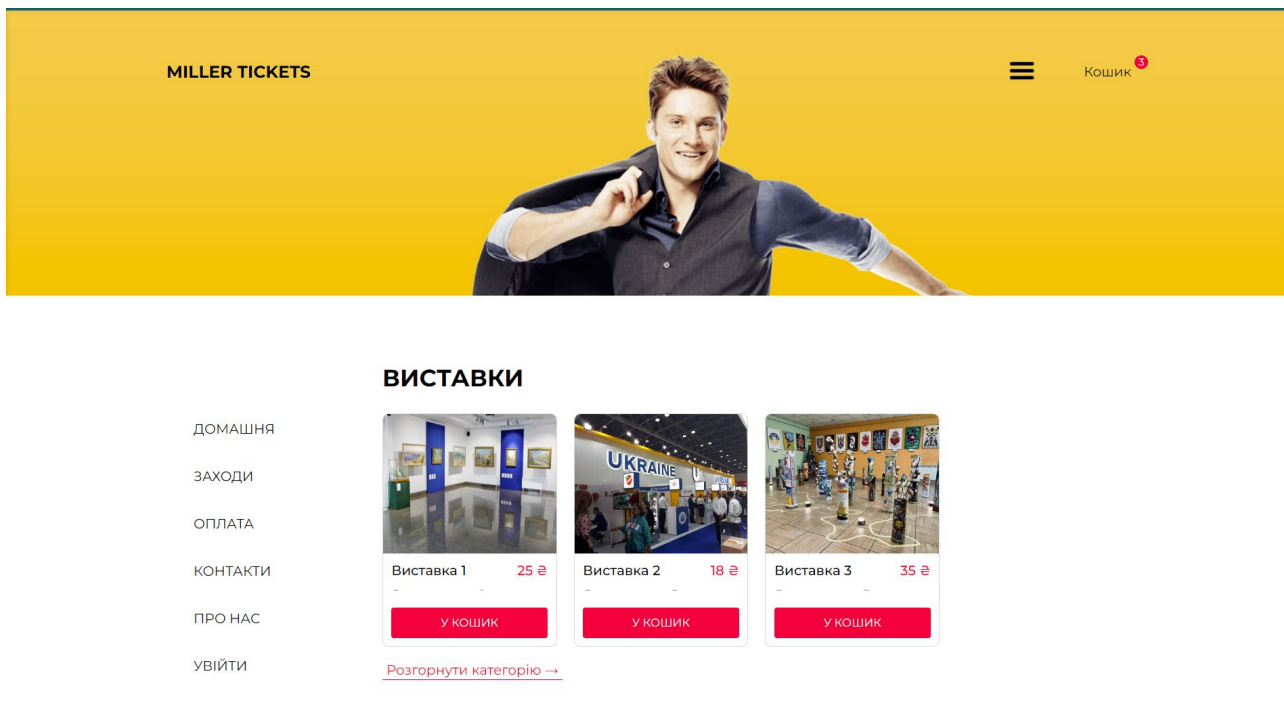 MILLER TICKETS
Кошик 3
ВИСТАВКИ
ДОМАШНЯ
ЗАХОДИ
ОПЛАТА
КОНТАКТИ
ПРО НАС
УВІЙТИ
UKRAINE
Виставка 1 25 ₴
У КОШИК
Виставка 2 18 ₴
У КОШИК
Виставка 3 35 ₴
У КОШИК
Розгорнути категорію →